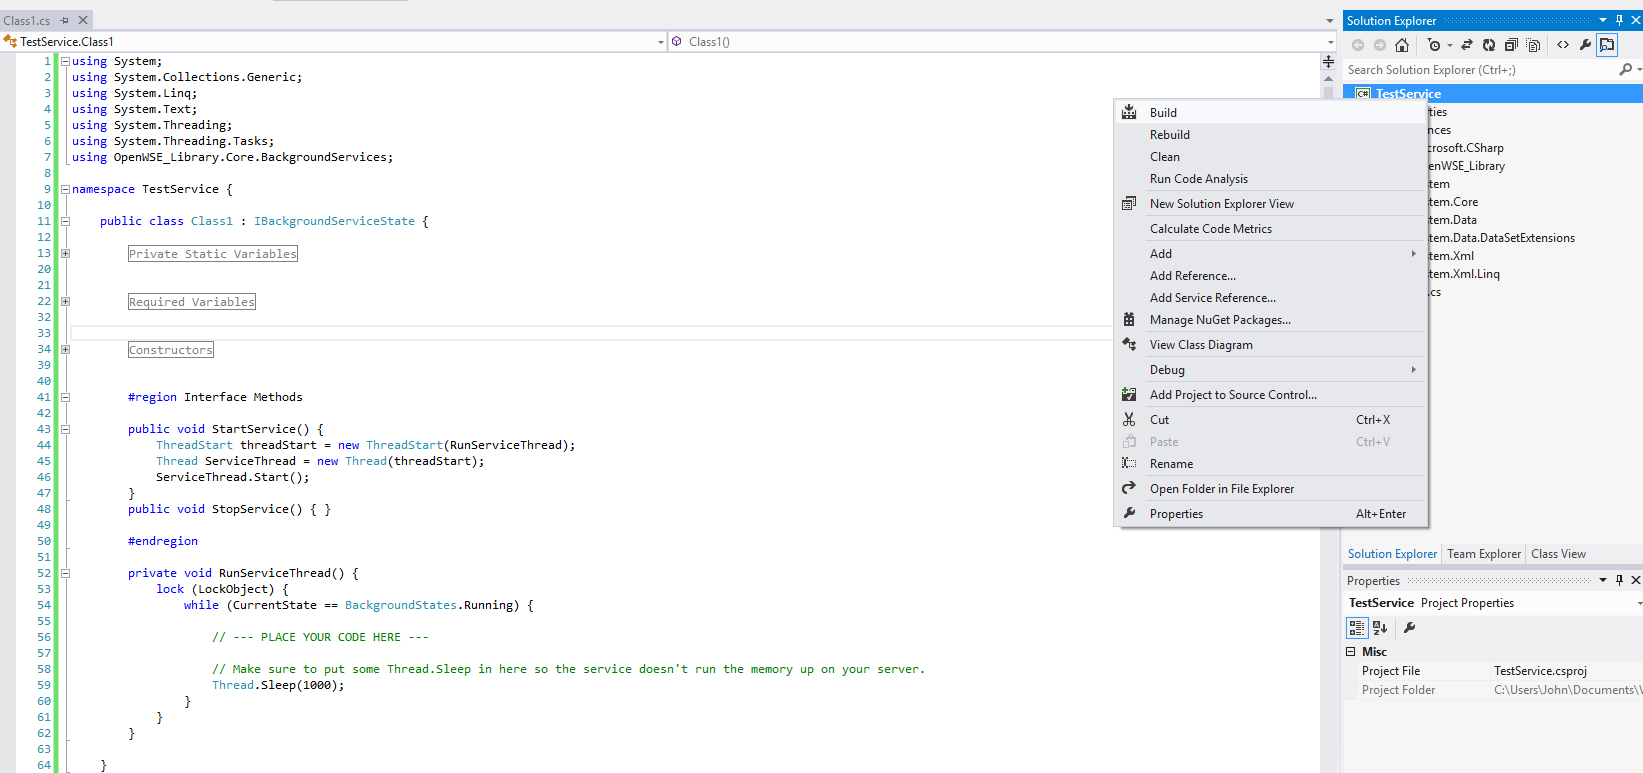 Class1.cs
TestService.Class1
Class1()
1 using System;
2 using System.Collections.Generic;
3 using System.Linq;
4 using System.Text;
5 using System.Threading;
6 using System.Threading.Tasks;
7 using OpenWSE_Library.Core.BackgroundServices;
8
9 namespace TestService {
10
11 public class Class1 : IBackgroundServiceState {
12
13 Private Static Variables
20
21
22 Required Variables
32
33
34 Constructors
39
40
41 #region Interface Methods
42
43 public void StartService() {
44 ThreadStart threadStart = new ThreadStart(RunServiceThread);
45 Thread ServiceThread = new Thread(threadStart);
46 ServiceThread.Start();
47 }
48 public void StopService() { }
49
50 #endregion
51
52 private void RunServiceThread() {
53 lock (LockObject) {
54 while (CurrentState == BackgroundStates.Running) {
55
56 // --- PLACE YOUR CODE HERE ---
57
58 // Make sure to put some Thread.Sleep in here so the service doesn't run the memory up on your server.
59 Thread.Sleep(1000);
60 }
61 }
62 }
63
64 }
Build
Rebuild
Clean
Run Code Analysis
New Solution Explorer View
Calculate Code Metrics
Add
Add Reference...
Add Service Reference...
Manage NuGet Packages...
View Class Diagram
Debug
Add Project to Source Control...
Cut Ctrl+X
Paste Ctrl+V
Rename
Open Folder in File Explorer
Properties Alt+Enter
Solution Explorer
Search Solution Explorer (Ctrl+;)
C# TestService
ties
nces
crosoft.CSharp
enWSE_Library
tem
tem.Core
tem.Data
tem.Data.DataSetExtensions
tem.Xml
tem.Xml.Linq
.cs
Solution Explorer Team Explorer Class View
Properties
TestService Project Properties
Misc
Project File TestService.csproj
Project Folder C:\Users\John\Documents\